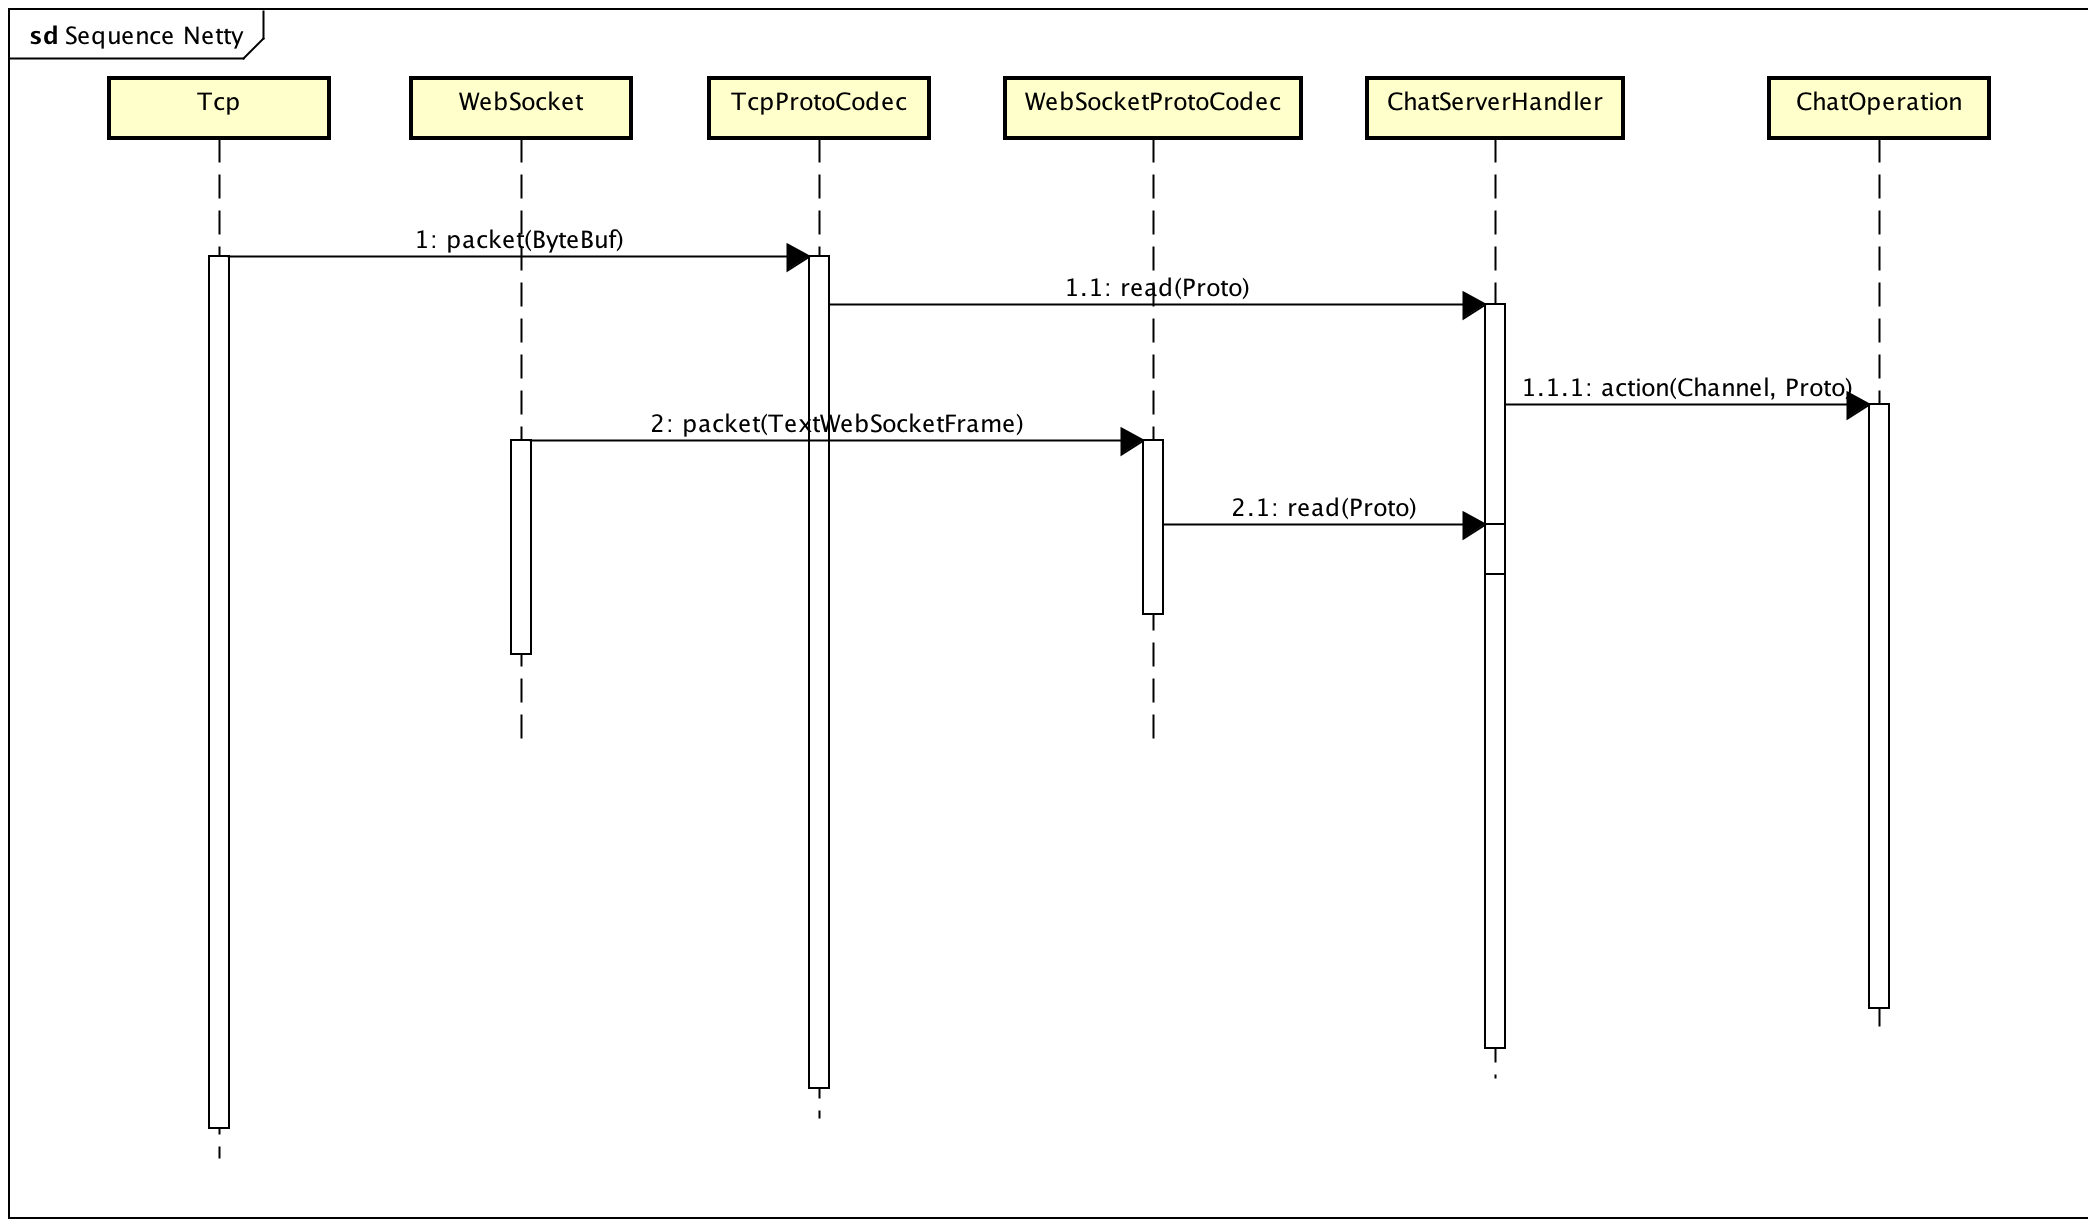 sd Sequence Netty
Tcp
WebSocket
TcpProtoCodec
WebSocketProtoCodec
ChatServerHandler
ChatOperation
1: packet(ByteBuf)
1.1: read(Proto)
1.1.1: action(Channel, Proto)
2: packet(TextWebSocketFrame)
2.1: read(Proto)